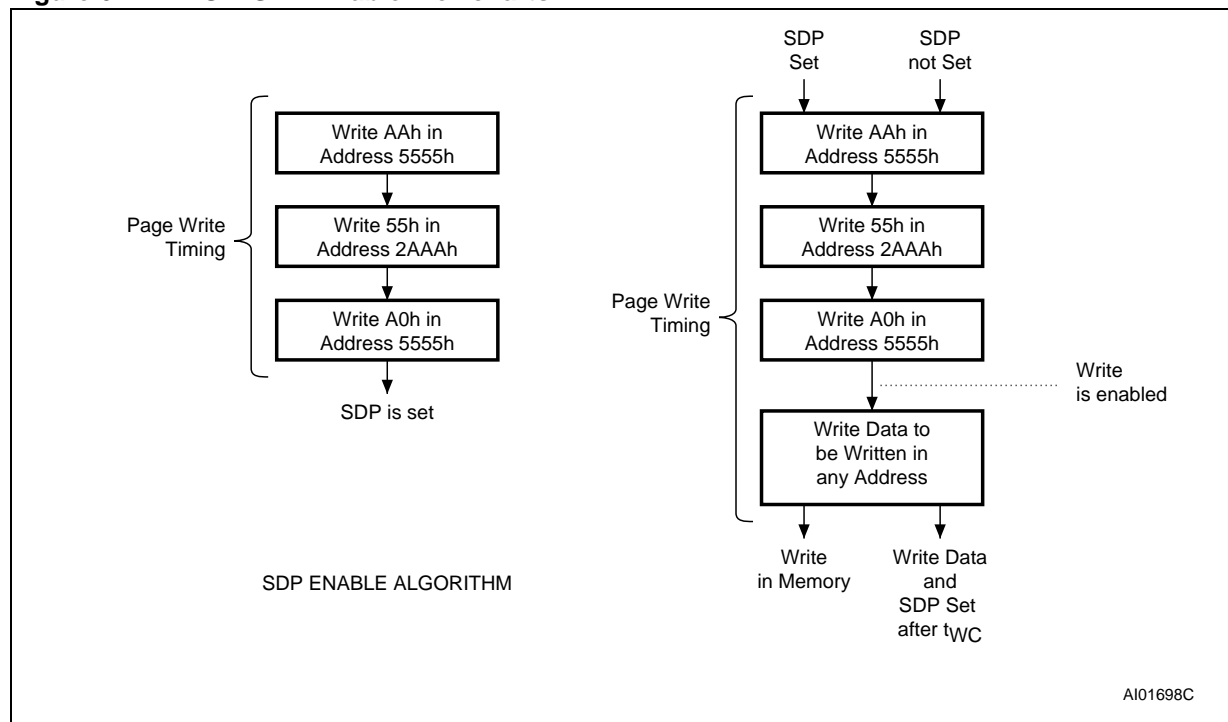 Page Write
Timing
Write AAh in
Address 5555h
Write 55h in
Address 2AAAh
Write A0h in
Address 5555h
SDP is set
SDP ENABLE ALGORITHM
SDP
Set
SDP
not Set
Page Write
Timing
Write AAh in
Address 5555h
Write 55h in
Address 2AAAh
Write A0h in
Address 5555h
Write
is enabled
Write Data to
be Written in
any Address
Write
in Memory
Write Data
and
SDP Set
after tWC
AI01698C